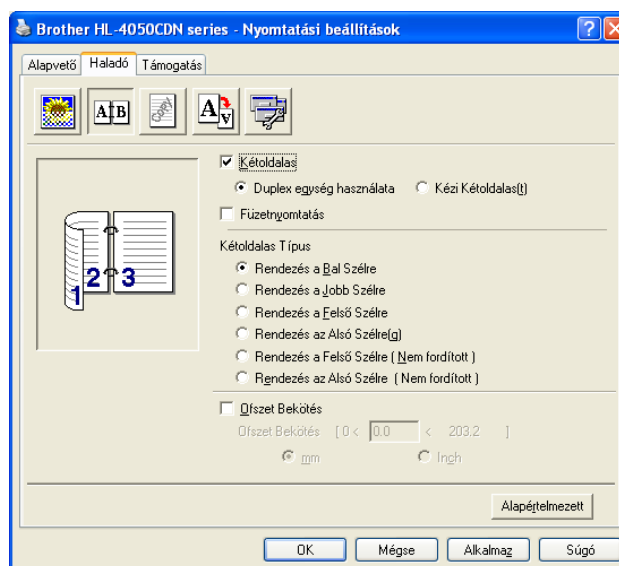 Brother HL-4050CDN series - Nyomtatási beállítások
Alapvető Haladó Támogatás
A B
A
1 2 3
Kétoldalas
Duplex egység használata Kézi Kétoldalas(t)
Füzetnyomtatás
Kétoldalas Típus
Rendezés a Bal Szélre
Rendezés a Jobb Szélre
Rendezés a Felső Szélre
Rendezés az Alsó Szélre(g)
Rendezés a Felső Szélre ( Nem fordított )
Rendezés az Alsó Szélre ( Nem fordított )
Ofszet Bekötés
Ofszet Bekötés [ 0 < 0.0 < 203.2 ]
mm Inch
Alapértelmezett
OK Mégse Alkalmaz Súgó